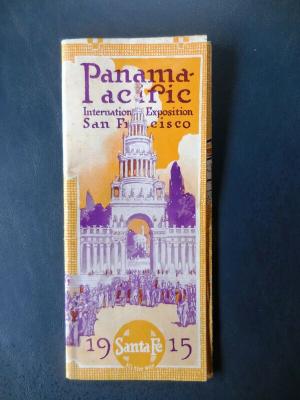 Panama-
Pacific
International Exposition
San Francisco
19 Santa Fe 15